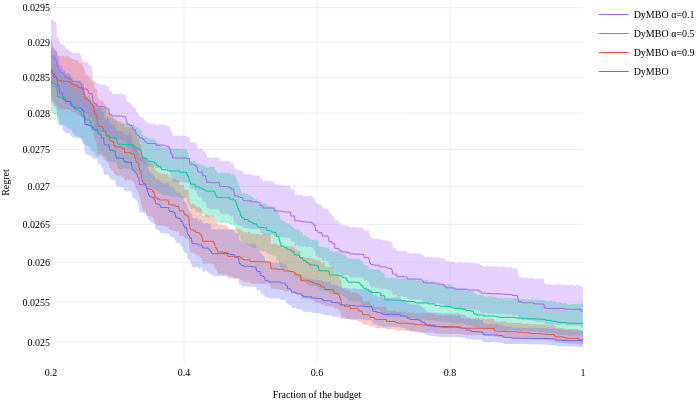 0.0295
0.029
0.0285
0.028
0.0275
0.027
0.0265
0.026
0.0255
0.025
Regret
0.2
0.4
0.6
0.8
1
Fraction of the budget
DyMBO α=0.1
DyMBO α=0.5
DyMBO α=0.9
DyMBO